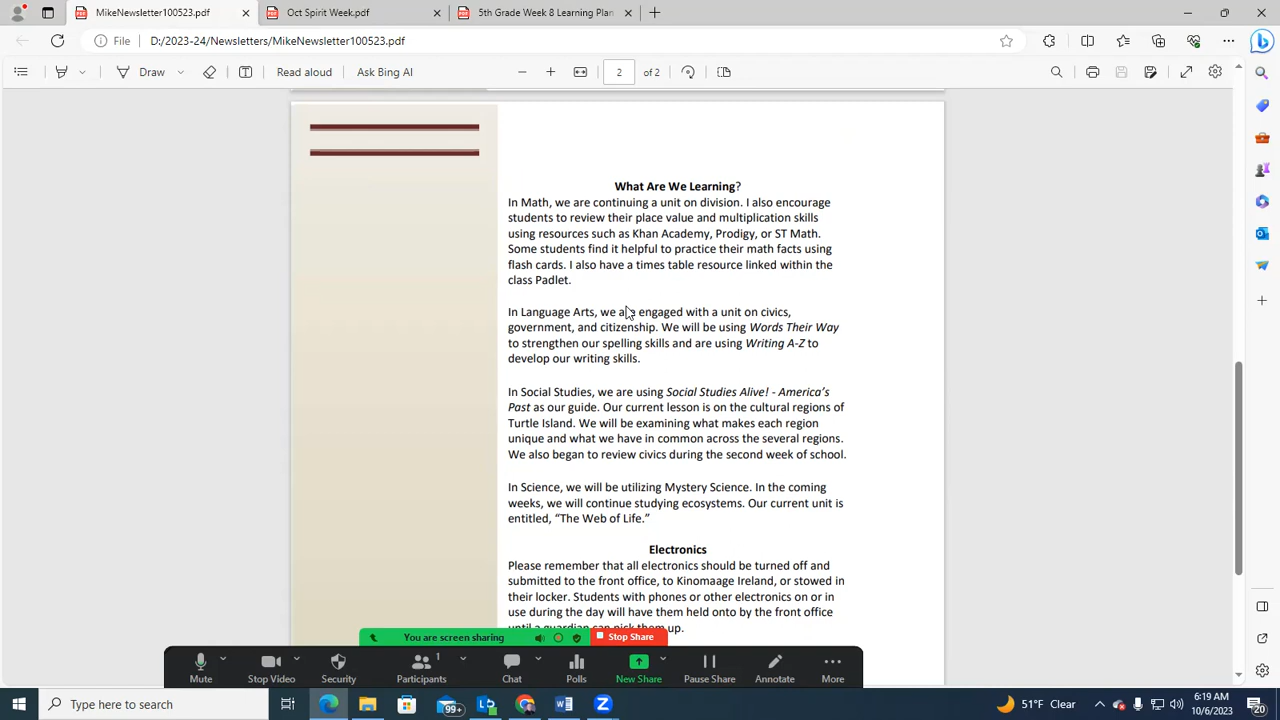 MikeNewsletter100523.pdf
Oct Spirit Week.pdf
5th Grade Week 8 Learning Plan
File
D:/2023-24/Newsletters/MikeNewsletter100523.pdf
Draw
Read aloud
Ask Bing AI
2
of 2
What Are We Learning?
In Math, we are continuing a unit on division. I also encourage
students to review their place value and multiplication skills
using resources such as Khan Academy, Prodigy, or ST Math.
Some students find it helpful to practice their math facts using
flash cards. I also have a times table resource linked within the
class Padlet.
In Language Arts, we are engaged with a unit on civics,
government, and citizenship. We will be using Words Their Way
to strengthen our spelling skills and are using Writing A-Z to
develop our writing skills.
In Social Studies, we are using Social Studies Alive! - America's
Past as our guide. Our current lesson is on the cultural regions of
Turtle Island. We will be examining what makes each region
unique and what we have in common across the several regions.
We also began to review civics during the second week of school.
In Science, we will be utilizing Mystery Science. In the coming
weeks, we will continue studying ecosystems. Our current unit is
entitled, “The Web of Life.”
Electronics
Please remember that all electronics should be turned off and
submitted to the front office, to Kinomaage Ireland, or stowed in
their locker. Students with phones or other electronics on or in
use during the day will have them held onto by the front office
until a guardian can pick them up.
You are screen sharing
Stop Share
Mute
Stop Video
Security
Participants
1
Chat
Polls
New Share
Pause Share
Annotate
More
Type here to search
99+
51°F Clear
6:19 AM
10/6/2023
20